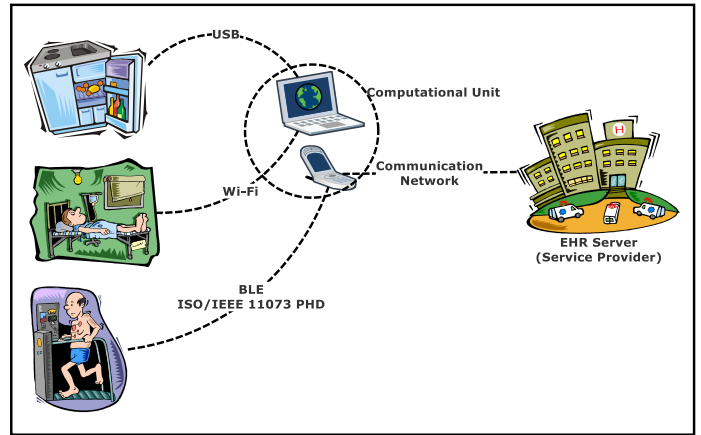 USB
Computational Unit
H
Communication
Network
Wi-Fi
EHR Server
(Service Provider)
BLE
ISO/IEEE 11073 PHD